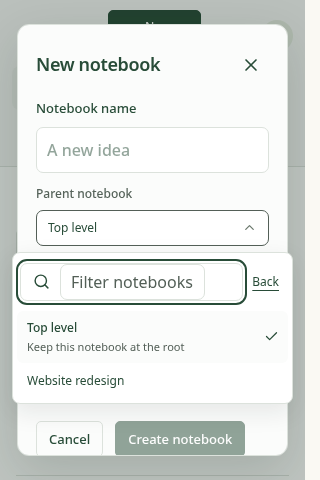 New notebook
Notebook name
A new idea
Parent notebook
Top level
Filter notebooks
Back
Top level
Keep this notebook at the root
Website redesign
Cancel
Create notebook